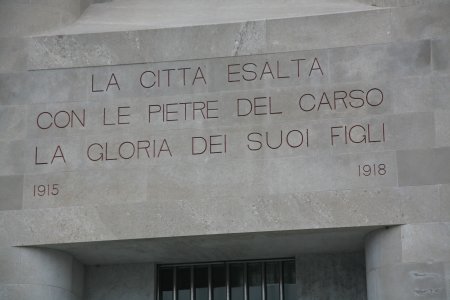 LA CITTA ESALTA
CON LE PIETRE DEL CARSO
LA GLORIA DEI SUOI FIGLI
1915 1918